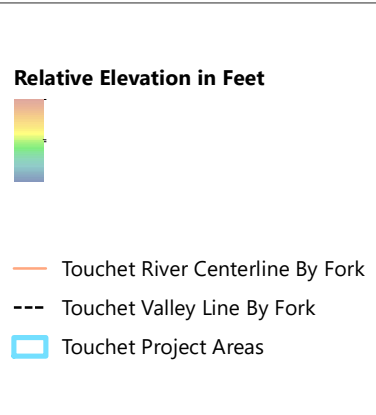 Relative Elevation in Feet
Touchet River Centerline By Fork
Touchet Valley Line By Fork
Touchet Project Areas